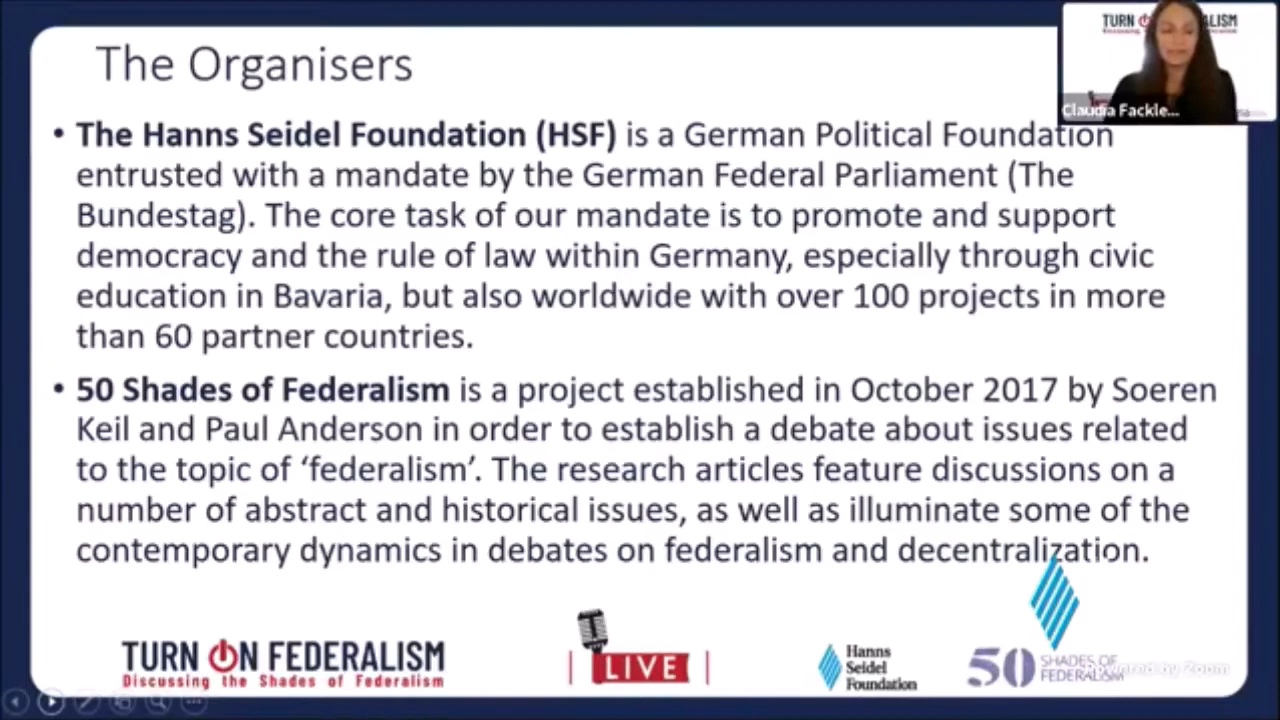 The Organisers
TURN ON FEDERALISM
Claudia Fackle...
• The Hanns Seidel Foundation (HSF) is a German Political Foundation
entrusted with a mandate by the German Federal Parliament (The
Bundestag). The core task of our mandate is to promote and support
democracy and the rule of law within Germany, especially through civic
education in Bavaria, but also worldwide with over 100 projects in more
than 60 partner countries.
• 50 Shades of Federalism is a project established in October 2017 by Soeren
Keil and Paul Anderson in order to establish a debate about issues related
to the topic of ‘federalism’. The research articles feature discussions on a
number of abstract and historical issues, as well as illuminate some of the
contemporary dynamics in debates on federalism and decentralization.
TURN ON FEDERALISM
Discussing the Shades of Federalism
LIVE
Hanns
Seidel
Foundation
50 SHADES OF
FEDERALISM
Powered by Zoom